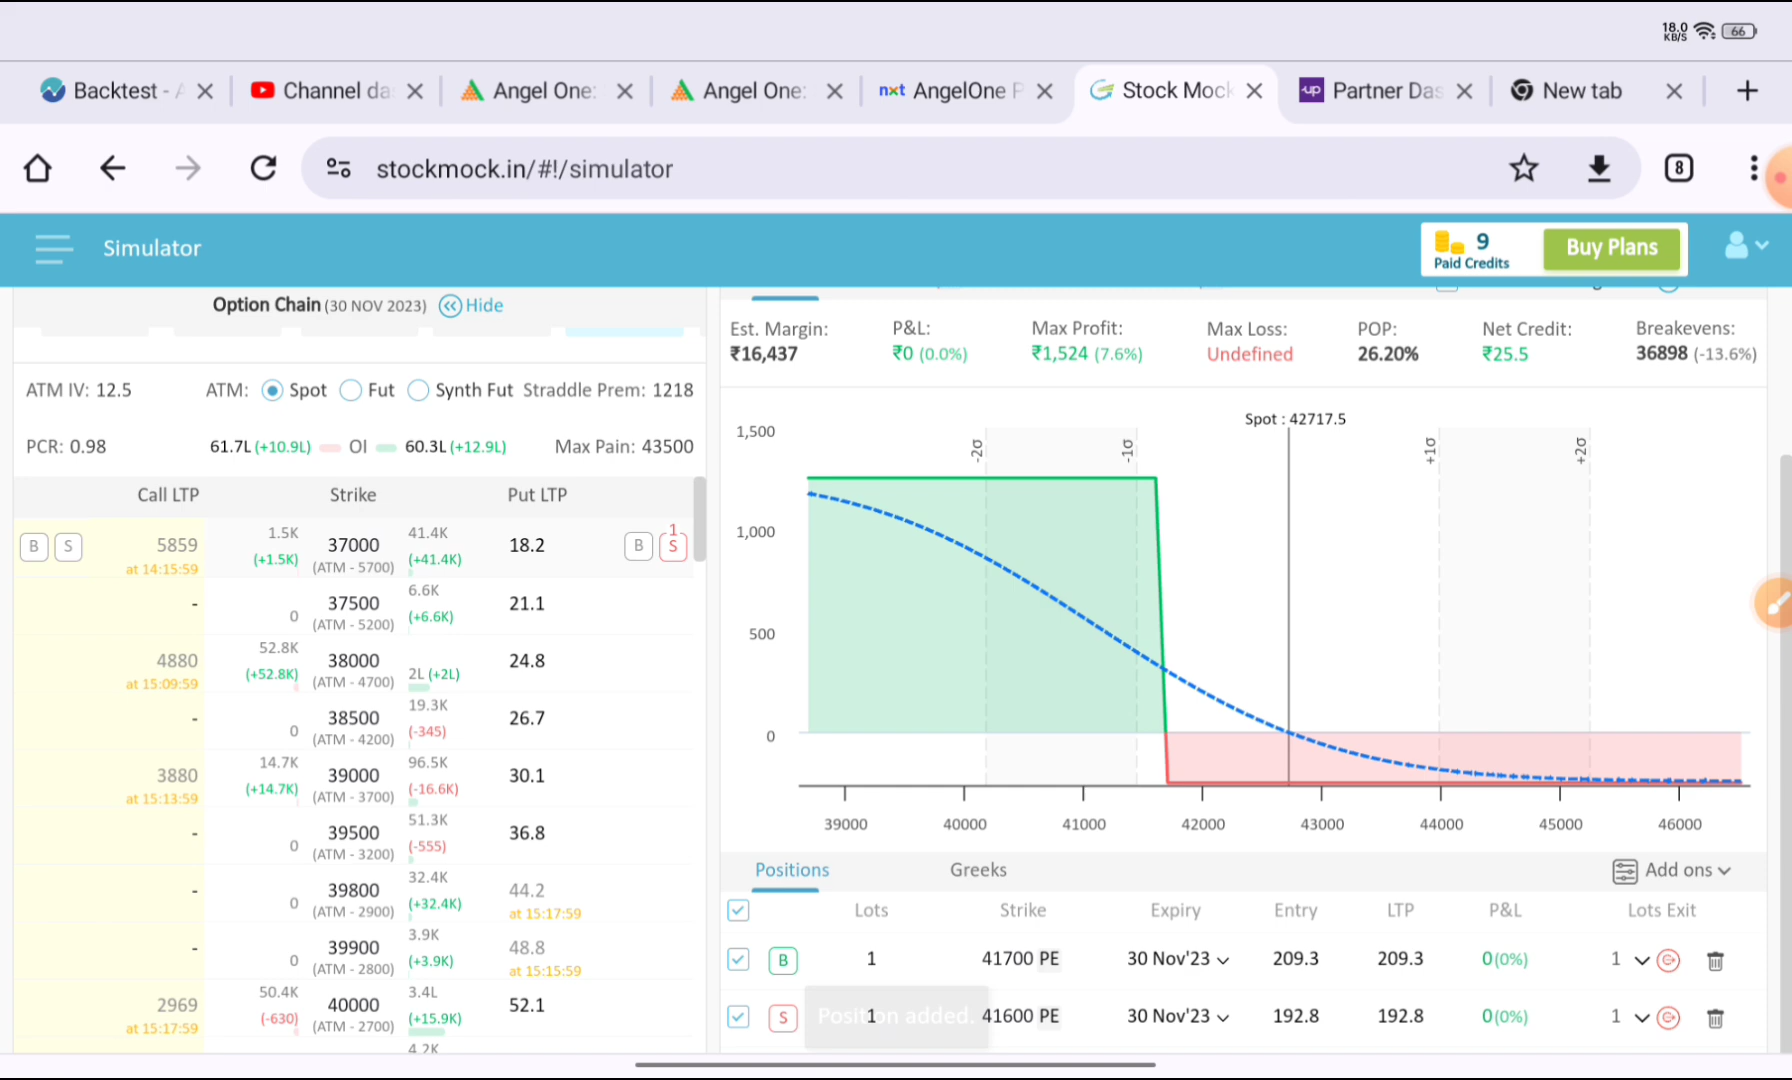 18.0
KB/S
66
Backtest - A
Channel da
Angel One:
Angel One:
nxt AngelOne P
Stock Mock
up Partner Das
New tab
stockmock.in/#!/simulator
8
Simulator
9
Paid Credits
Buy Plans
Option Chain (30 NOV 2023) Hide
ATM IV: 12.5 ATM: Spot Fut Synth Fut Straddle Prem: 1218
PCR: 0.98 61.7L (+10.9L) OI 60.3L (+12.9L) Max Pain: 43500
Call LTP Strike Put LTP
B S 5859 1.5K 37000 41.4K 18.2 B S 1
at 14:15:59 (+1.5K) (ATM - 5700) (+41.4K)
- 0 37500 6.6K 21.1
(ATM - 5200) (+6.6K)
4880 52.8K 38000 24.8
at 15:09:59 (+52.8K) (ATM - 4700) 2L (+2L)
- 0 38500 19.3K 26.7
(ATM - 4200) (-345)
3880 14.7K 39000 96.5K 30.1
at 15:13:59 (+14.7K) (ATM - 3700) (-16.6K)
- 0 39500 51.3K 36.8
(ATM - 3200) (-555)
- 0 39800 32.4K 44.2
(ATM - 2900) (+32.4K) at 15:17:59
- 0 39900 3.9K 48.8
(ATM - 2800) (+3.9K) at 15:15:59
2969 50.4K 40000 3.4L 52.1
at 15:17:59 (-630) (ATM - 2700) (+15.9K)
4.2K
Est. Margin: P&L: Max Profit: Max Loss: POP: Net Credit: Breakevens:
₹16,437 ₹0 (0.0%) ₹1,524 (7.6%) Undefined 26.20% ₹25.5 36898 (-13.6%)
Spot : 42717.5
1,500
1,000
500
0
-2σ
-1σ
+1σ
+2σ
39000 40000 41000 42000 43000 44000 45000 46000
Positions Greeks Add ons
Lots Strike Expiry Entry LTP P&L Lots Exit
B 1 41700 PE 30 Nov'23 209.3 209.3 0(0%) 1
S 1 41600 PE 30 Nov'23 192.8 192.8 0(0%) 1
Position added.